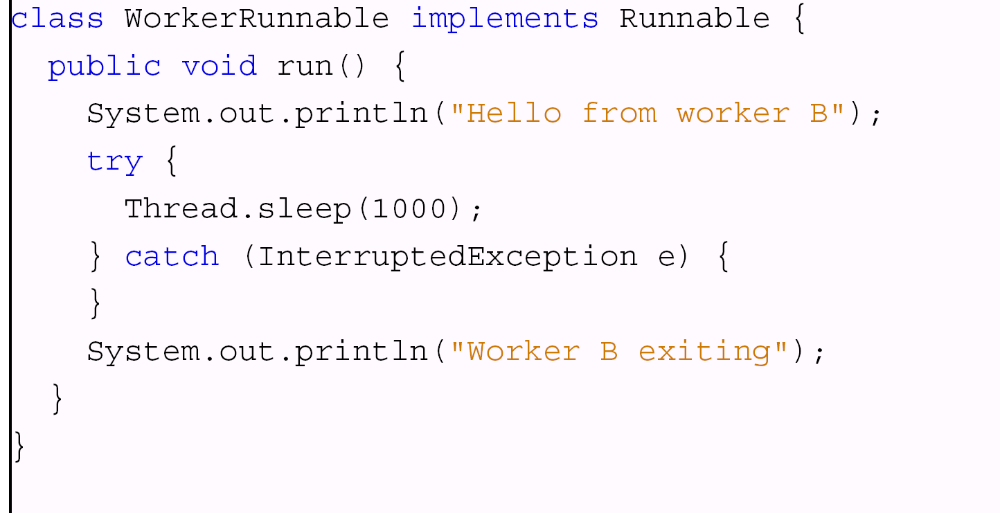 class WorkerRunnable implements Runnable {
  public void run() {
    System.out.println("Hello from worker B");
    try {
      Thread.sleep(1000);
    } catch (InterruptedException e) {
    }
    System.out.println("Worker B exiting");
  }
}